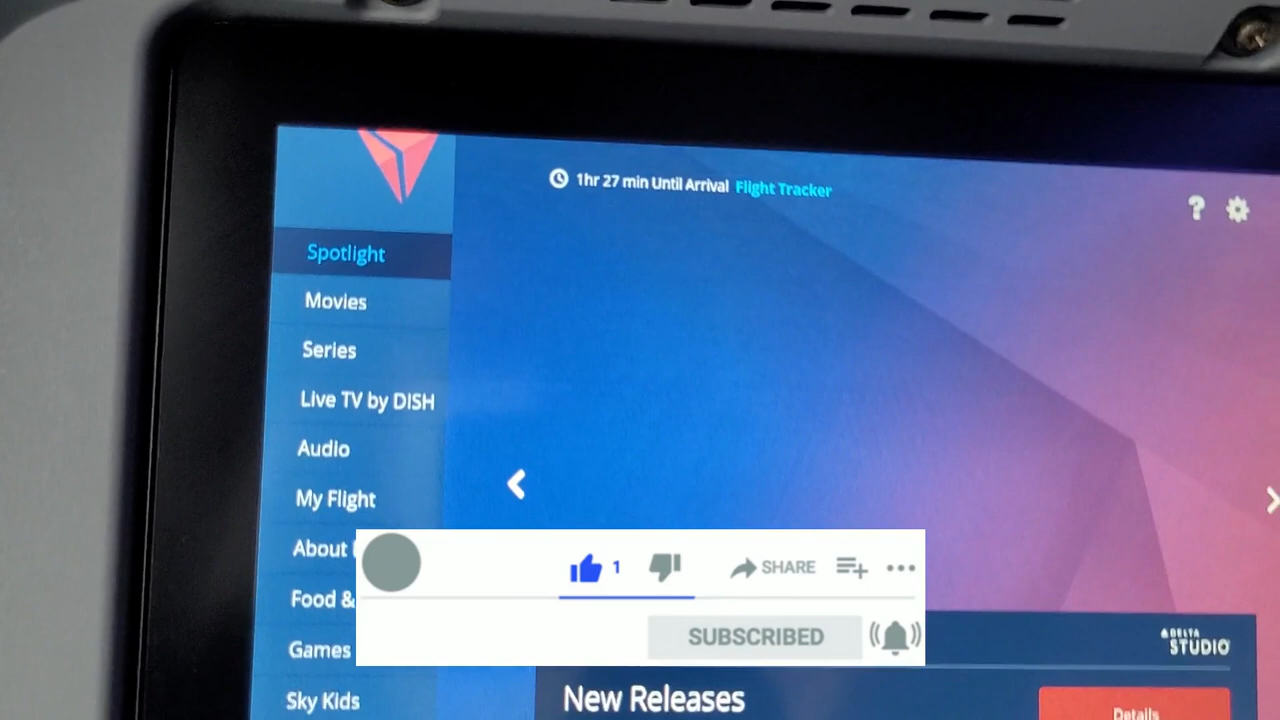 1hr 27 min Until Arrival Flight Tracker
?
Spotlight
Movies
Series
Live TV by DISH
Audio
My Flight
About
Food &
Games
Sky Kids
1
SHARE
SUBSCRIBED
DELTA
STUDIO
New Releases
Details